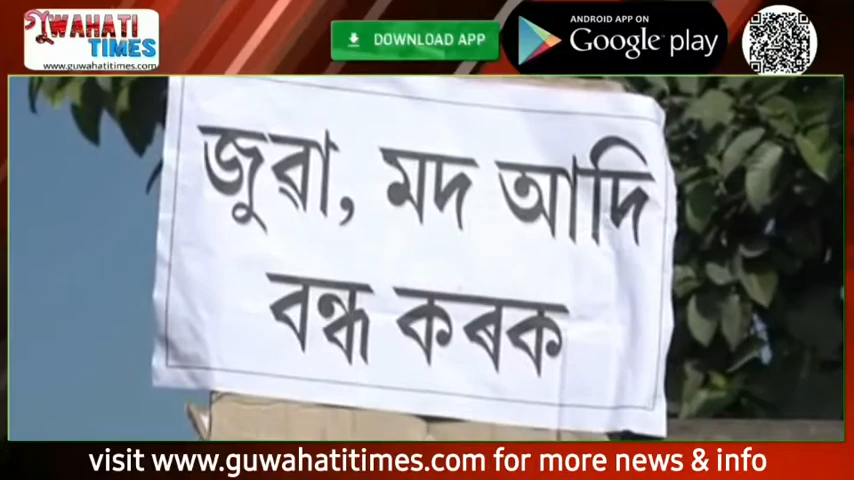 GUWAHATI
TIMES
www.guwahatitimes.com
DOWNLOAD APP
ANDROID APP ON
Google play
জুৱা, মদ আদি
বন্ধ কৰক
visit www.guwahatitimes.com for more news & info